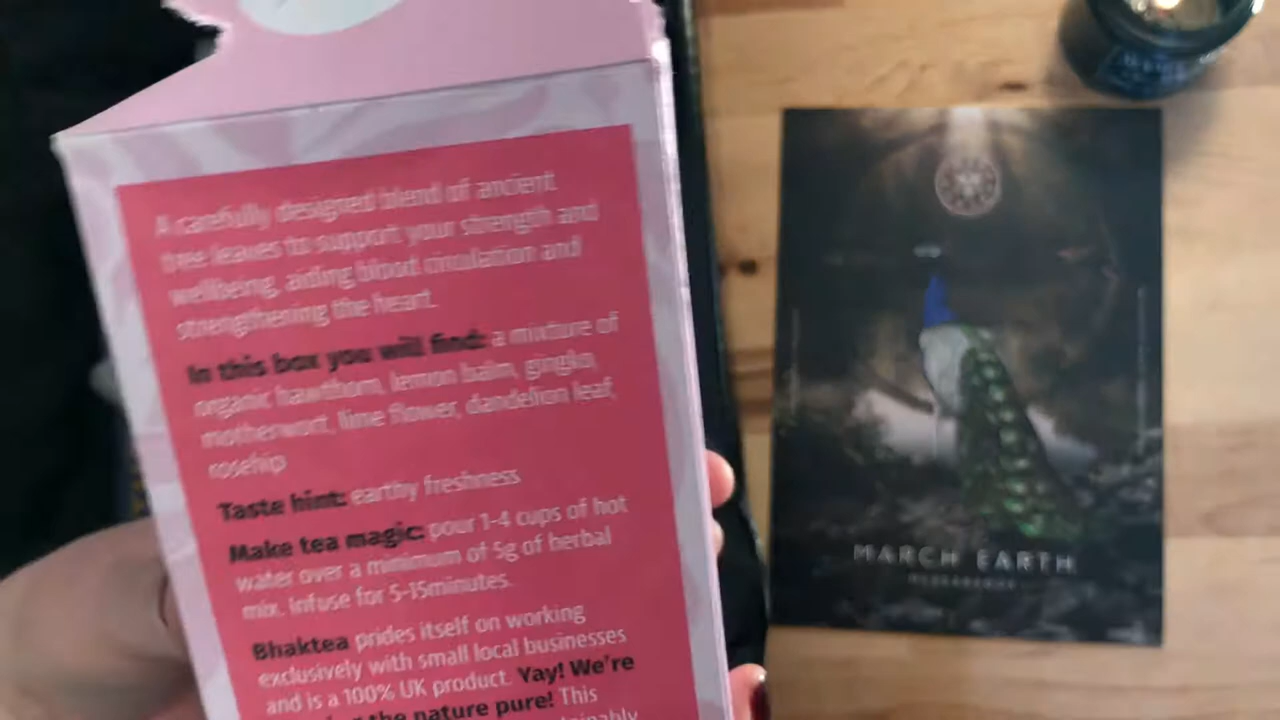 A carefully designed blend of ancient
tree leaves to support your strength and
wellbeing, aiding blood circulation and
strengthening the heart.
In this box you will find: a mixture of
organic hawthorn, lemon balm, gingko,
motherwort, lime flower, dandelion leaf,
rosehip
Taste hint: earthy freshness
Make tea magic: pour 1-4 cups of hot
water over a minimum of 5g of herbal
mix. Infuse for 5-15minutes.
Bhaktea prides itself on working
exclusively with small local businesses
and is a 100% UK product. Yay! We're
the nature pure! This
MARCH EARTH